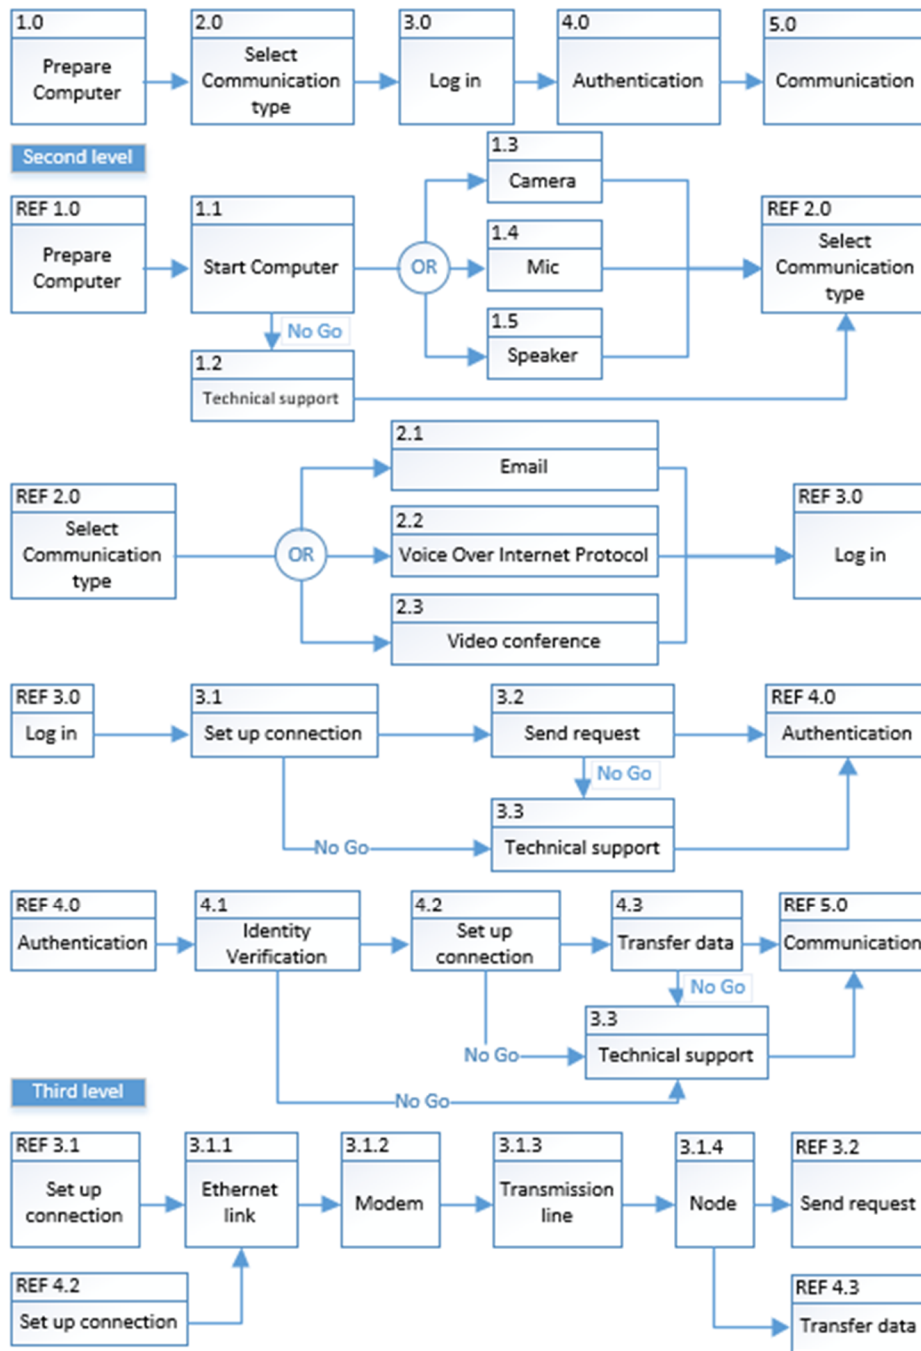 1.0
Prepare
Computer
2.0
Select
Communication
type
3.0
Log in
4.0
Authentication
5.0
Communication
Second level
REF 1.0
Prepare
Computer
1.1
Start Computer
No Go
1.2
Technical support
OR
1.3
Camera
1.4
Mic
1.5
Speaker
REF 2.0
Select
Communication
type
REF 2.0
Select
Communication
type
OR
2.1
Email
2.2
Voice Over Internet Protocol
2.3
Video conference
REF 3.0
Log in
REF 3.0
Log in
3.1
Set up connection
3.2
Send request
REF 4.0
Authentication
No Go
No Go
3.3
Technical support
REF 4.0
Authentication
4.1
Identity
Verification
4.2
Set up
connection
4.3
Transfer data
REF 5.0
Communication
No Go
No Go
3.3
Technical support
No Go
Third level
REF 3.1
Set up
connection
3.1.1
Ethernet
link
3.1.2
Modem
3.1.3
Transmission
line
3.1.4
Node
REF 3.2
Send request
REF 4.2
Set up connection
REF 4.3
Transfer data